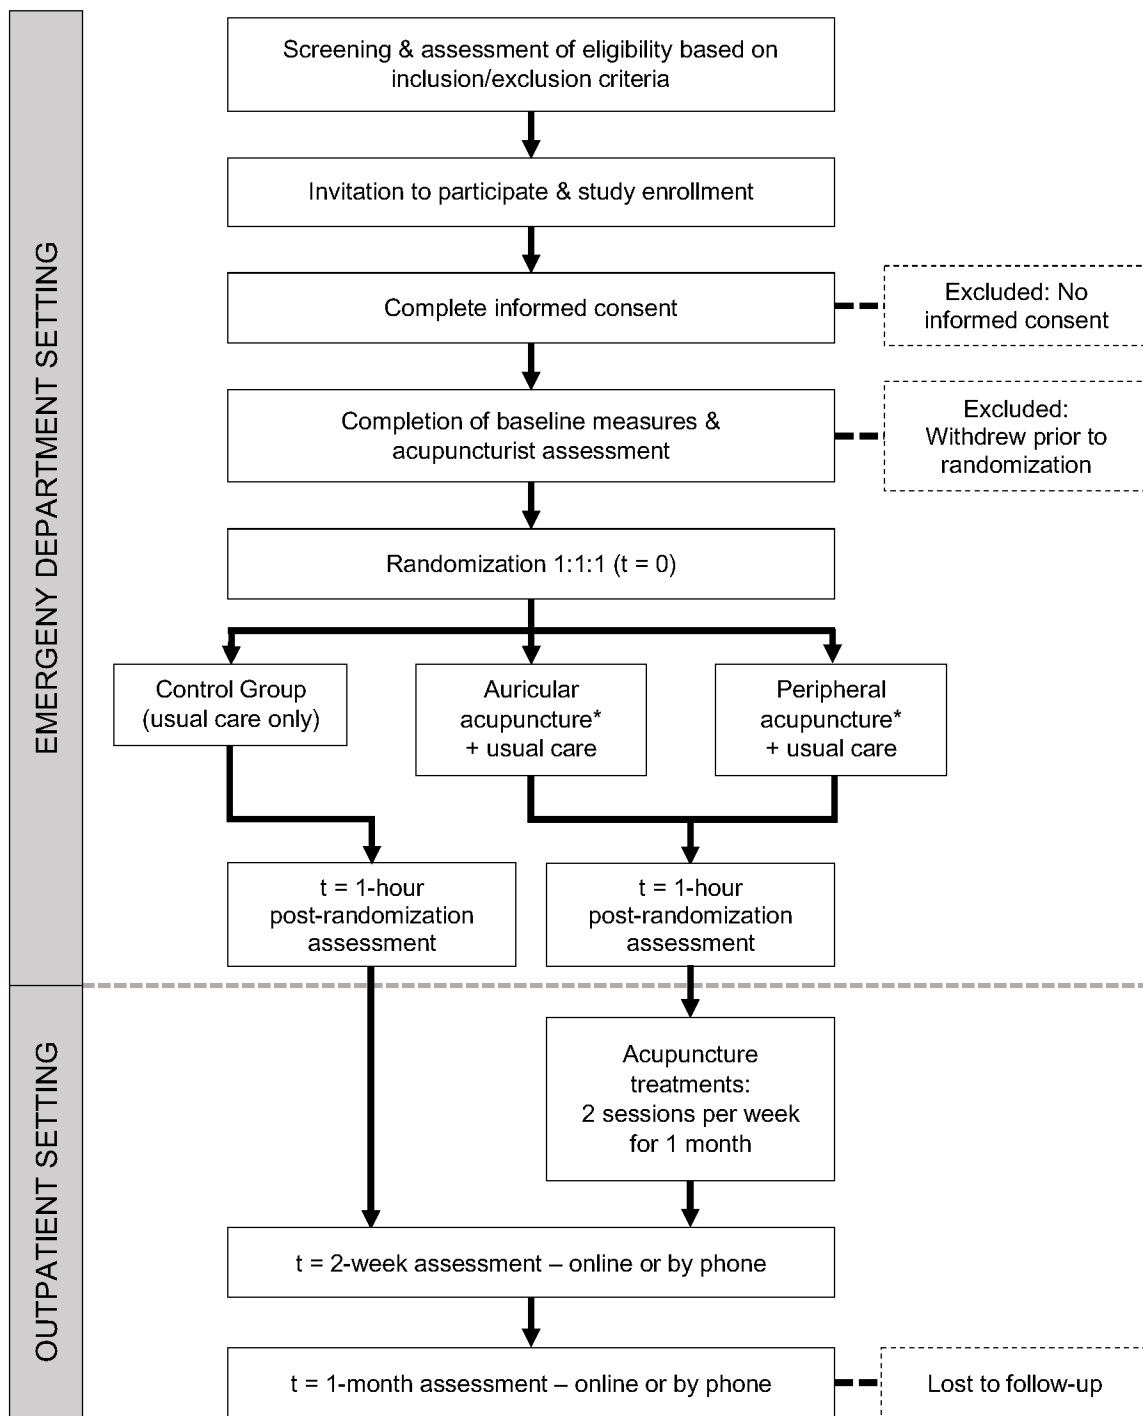 EMERGENY DEPARTMENT SETTING
Screening & assessment of eligibility based on
inclusion/exclusion criteria
Invitation to participate & study enrollment
Complete informed consent
Excluded: No
informed consent
Completion of baseline measures &
acupuncturist assessment
Excluded:
Withdrew prior to
randomization
Randomization 1:1:1 (t = 0)
Control Group
(usual care only)
Auricular
acupuncture*
+ usual care
Peripheral
acupuncture*
+ usual care
t = 1-hour
post-randomization
assessment
t = 1-hour
post-randomization
assessment
OUTPATIENT SETTING
Acupuncture
treatments:
2 sessions per week
for 1 month
t = 2-week assessment – online or by phone
t = 1-month assessment – online or by phone
Lost to follow-up